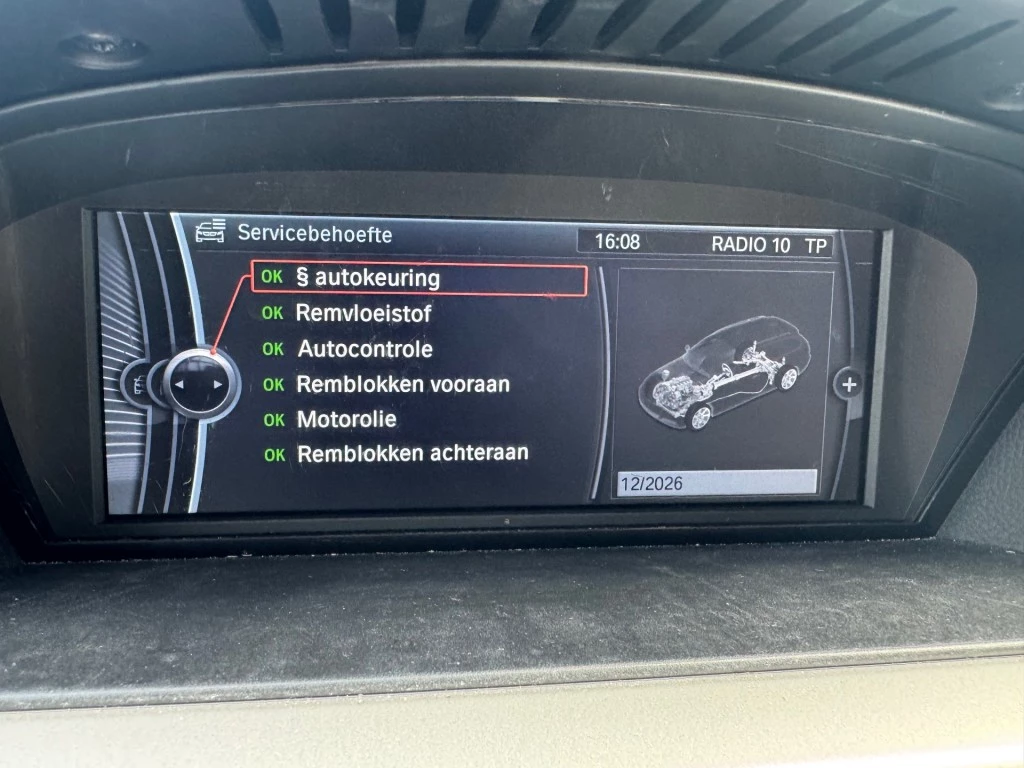 Servicebehoefte
16:08 RADIO 10 TP
OK § autokeuring
OK Remvloeistof
OK Autocontrole
OK Remblokken vooraan
OK Motorolie
OK Remblokken achteraan
12/2026